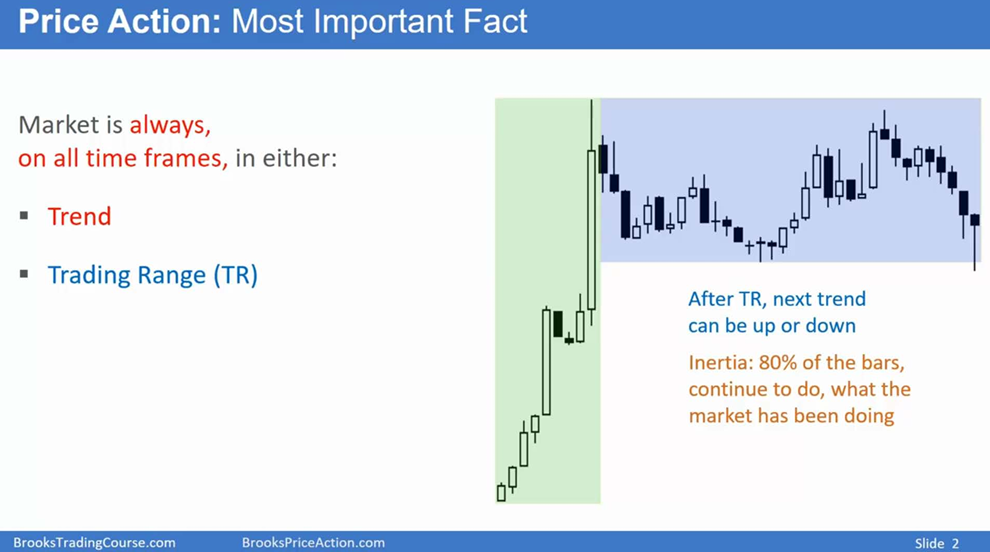 Price Action: Most Important Fact
Market is always,
on all time frames, in either:
▪ Trend
▪ Trading Range (TR)
After TR, next trend
can be up or down
Inertia: 80% of the bars,
continue to do, what the
market has been doing
BrooksTradingCourse.com
BrooksPriceAction.com
Slide 2